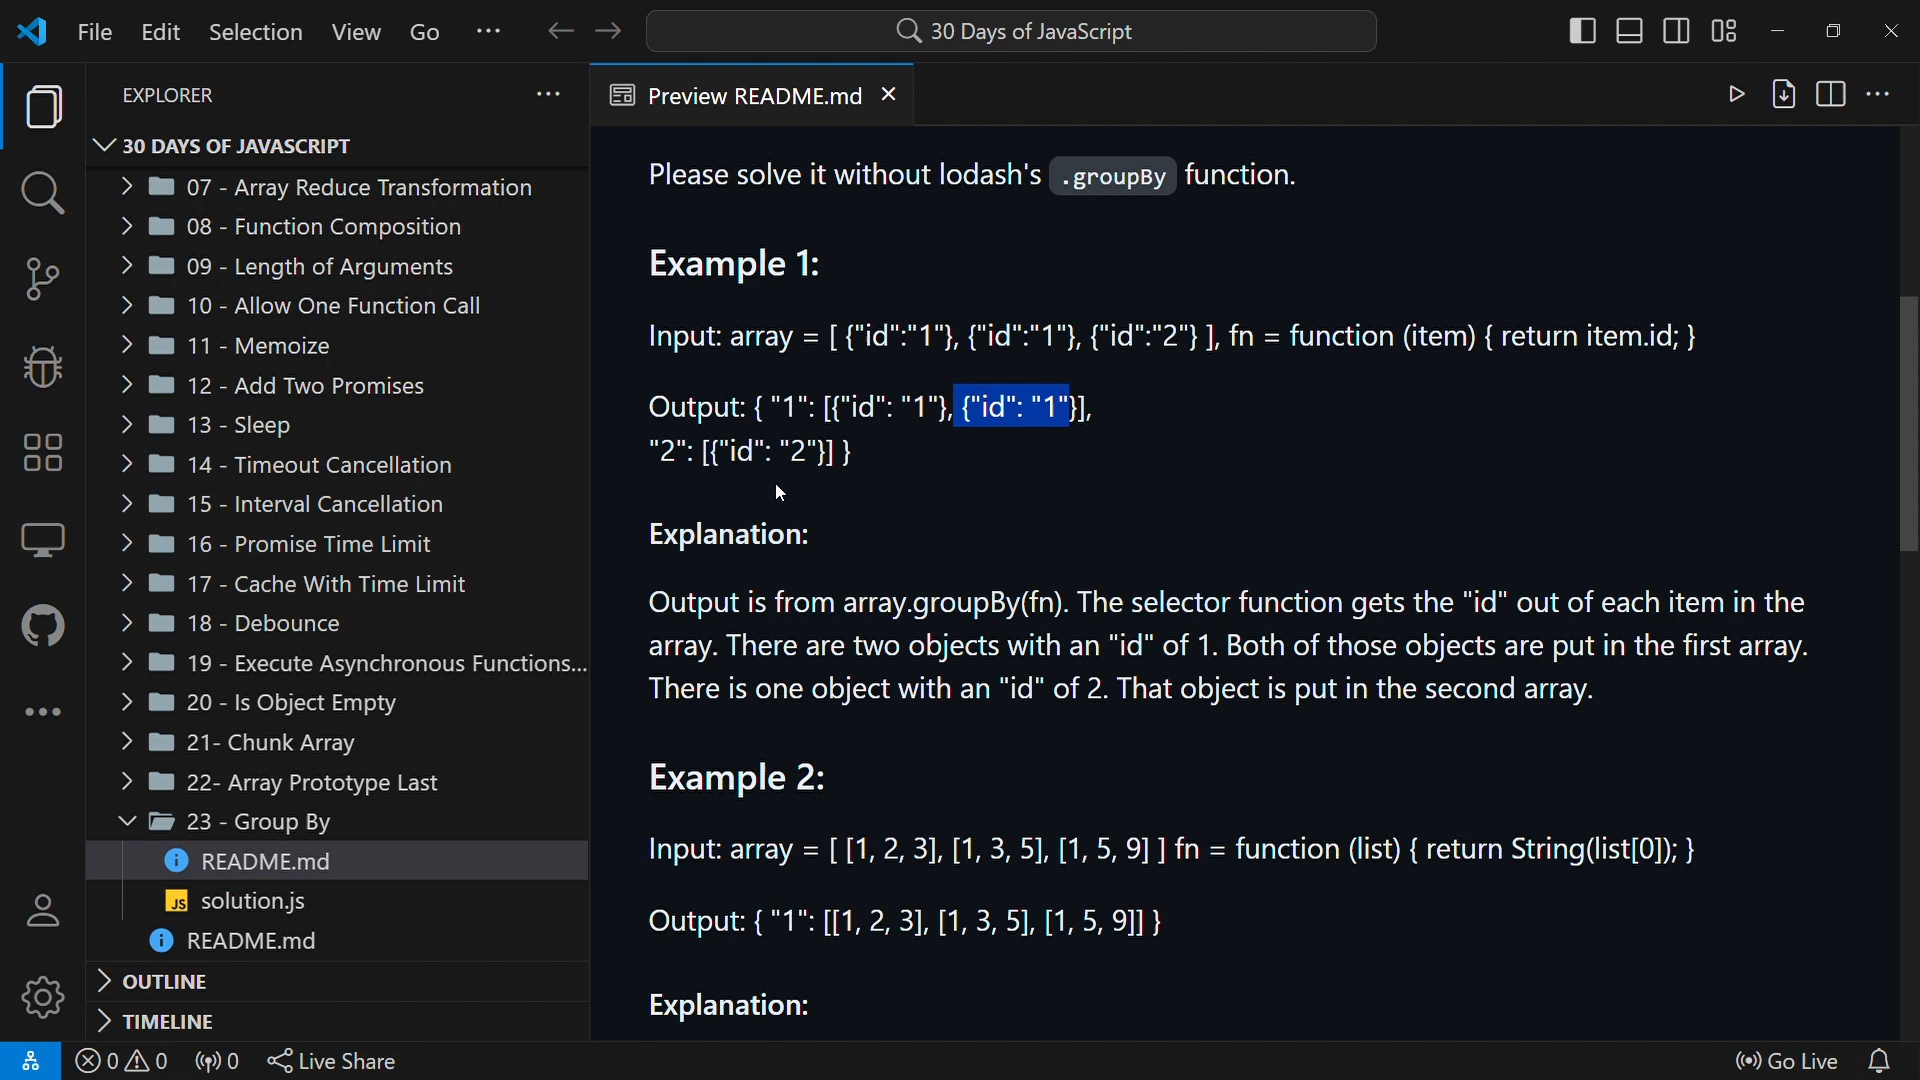 File Edit Selection View Go ··· 30 Days of JavaScript
EXPLORER ···
30 DAYS OF JAVASCRIPT
07 - Array Reduce Transformation
08 - Function Composition
09 - Length of Arguments
10 - Allow One Function Call
11 - Memoize
12 - Add Two Promises
13 - Sleep
14 - Timeout Cancellation
15 - Interval Cancellation
16 - Promise Time Limit
17 - Cache With Time Limit
18 - Debounce
19 - Execute Asynchronous Functions...
20 - Is Object Empty
21- Chunk Array
22- Array Prototype Last
23 - Group By
README.md
JS solution.js
README.md
OUTLINE
TIMELINE
Preview README.md
Please solve it without lodash's .groupBy function.
Example 1:
Input: array = [ {"id":"1"}, {"id":"1"}, {"id":"2"} ], fn = function (item) { return item.id; }
Output: { "1": [{"id": "1"}, {"id": "1"}],
"2": [{"id": "2"}] }
Explanation:
Output is from array.groupBy(fn). The selector function gets the "id" out of each item in the
array. There are two objects with an "id" of 1. Both of those objects are put in the first array.
There is one object with an "id" of 2. That object is put in the second array.
Example 2:
Input: array = [ [1, 2, 3], [1, 3, 5], [1, 5, 9] ] fn = function (list) { return String(list[0]); }
Output: { "1": [[1, 2, 3], [1, 3, 5], [1, 5, 9]] }
Explanation:
0 0 0 Live Share Go Live